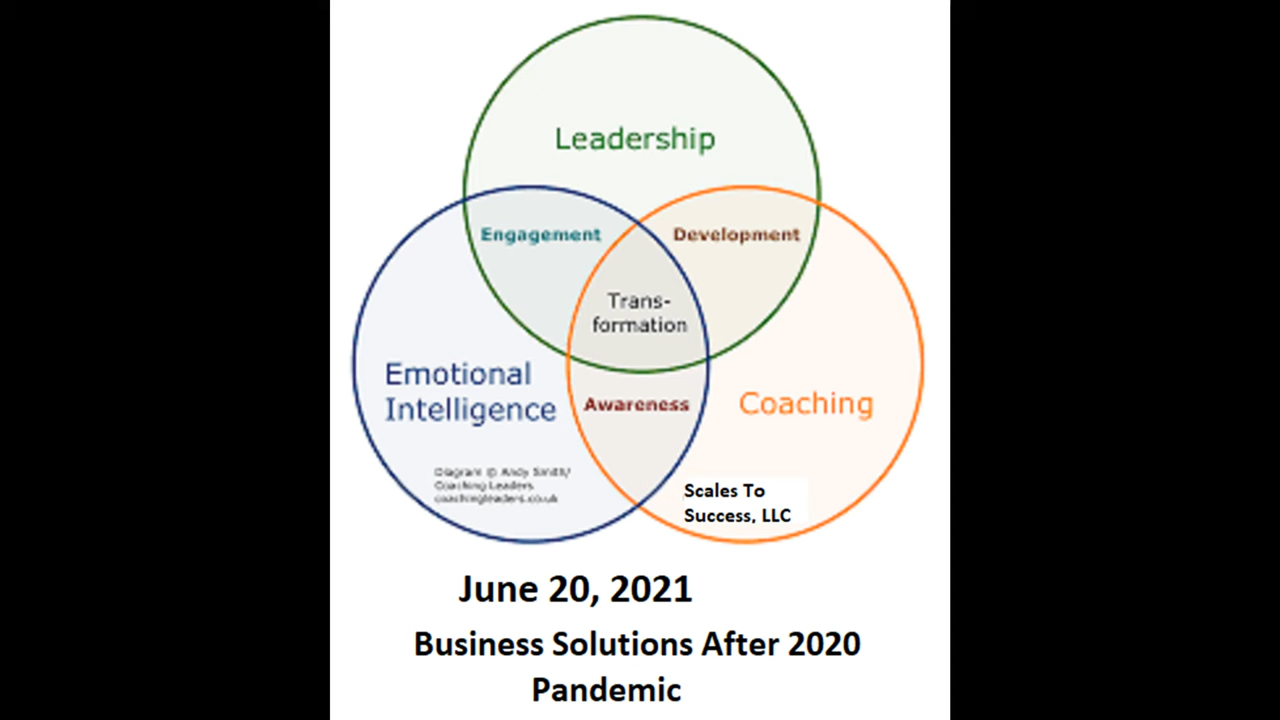 Leadership
Engagement
Development
Trans-
formation
Emotional
Intelligence
Awareness
Coaching
Diagram © Andy Smith/
Coaching Leaders
coachingleaders.co.uk
Scales To
Success, LLC
June 20, 2021
Business Solutions After 2020
Pandemic